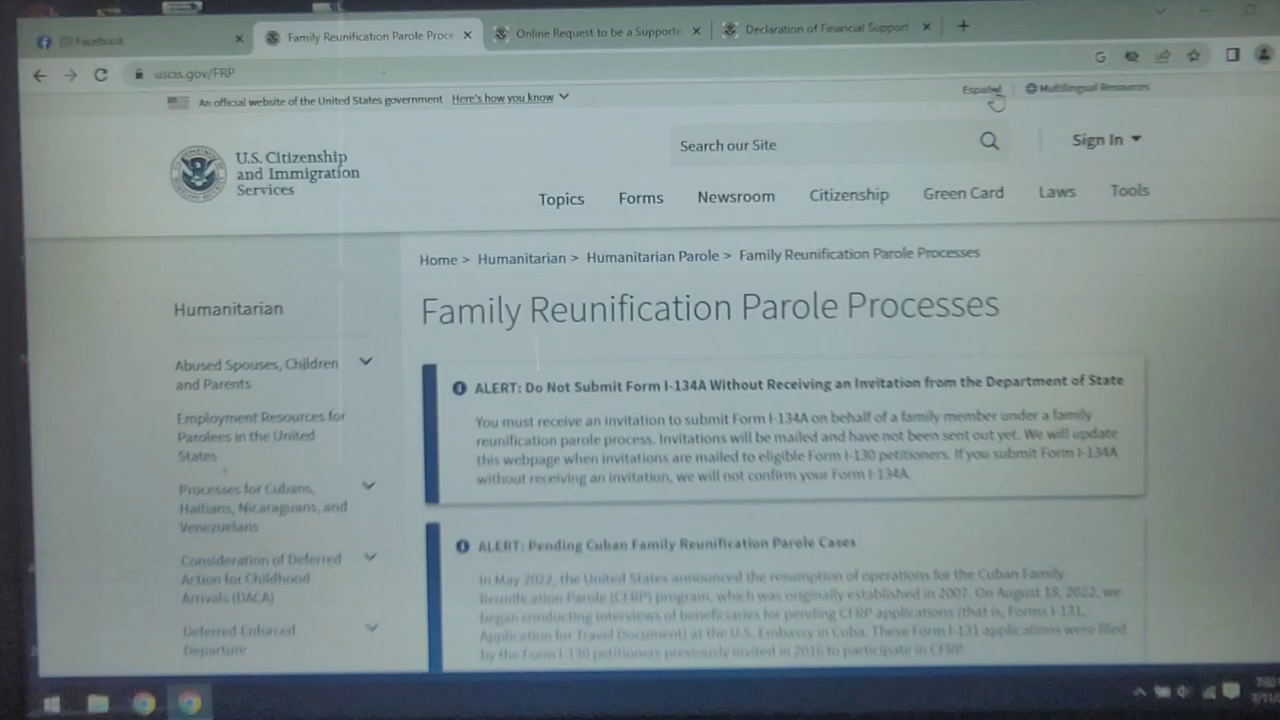 Facebook
Family Reunification Parole Proce
Online Request to be a Supporte
Declaration of Financial Support
uscis.gov/FRP
An official website of the United States government Here's how you know
Español
Multilingual Resources
U.S. Citizenship
and Immigration
Services
Search our Site
Sign In
Topics Forms Newsroom Citizenship Green Card Laws Tools
Home > Humanitarian > Humanitarian Parole > Family Reunification Parole Processes
Humanitarian
Abused Spouses, Children
and Parents
Employment Resources for
Parolees in the United
States
Processes for Cubans,
Haitians, Nicaraguans, and
Venezuelans
Consideration of Deferred
Action for Childhood
Arrivals (DACA)
Deferred Enforced
Departure
Family Reunification Parole Processes
ALERT: Do Not Submit Form I-134A Without Receiving an Invitation from the Department of State
You must receive an invitation to submit Form I-134A on behalf of a family member under a family
reunification parole process. Invitations will be mailed and have not been sent out yet. We will update
this webpage when invitations are mailed to eligible Form I-130 petitioners. If you submit Form I-134A
without receiving an invitation, we will not confirm your Form I-134A.
ALERT: Pending Cuban Family Reunification Parole Cases
In May 2022, the United States announced the resumption of operations for the Cuban Family
Reunification Parole (CFRP) program, which was originally established in 2007. On August 18, 2022, we
began conducting interviews of beneficiaries for pending CFRP applications (that is, Forms I-131,
Application for Travel Document) at the U.S. Embassy in Cuba. These Form I-131 applications were filed
by the Form I-130 petitioners previously invited in 2016 to participate in CFRP.